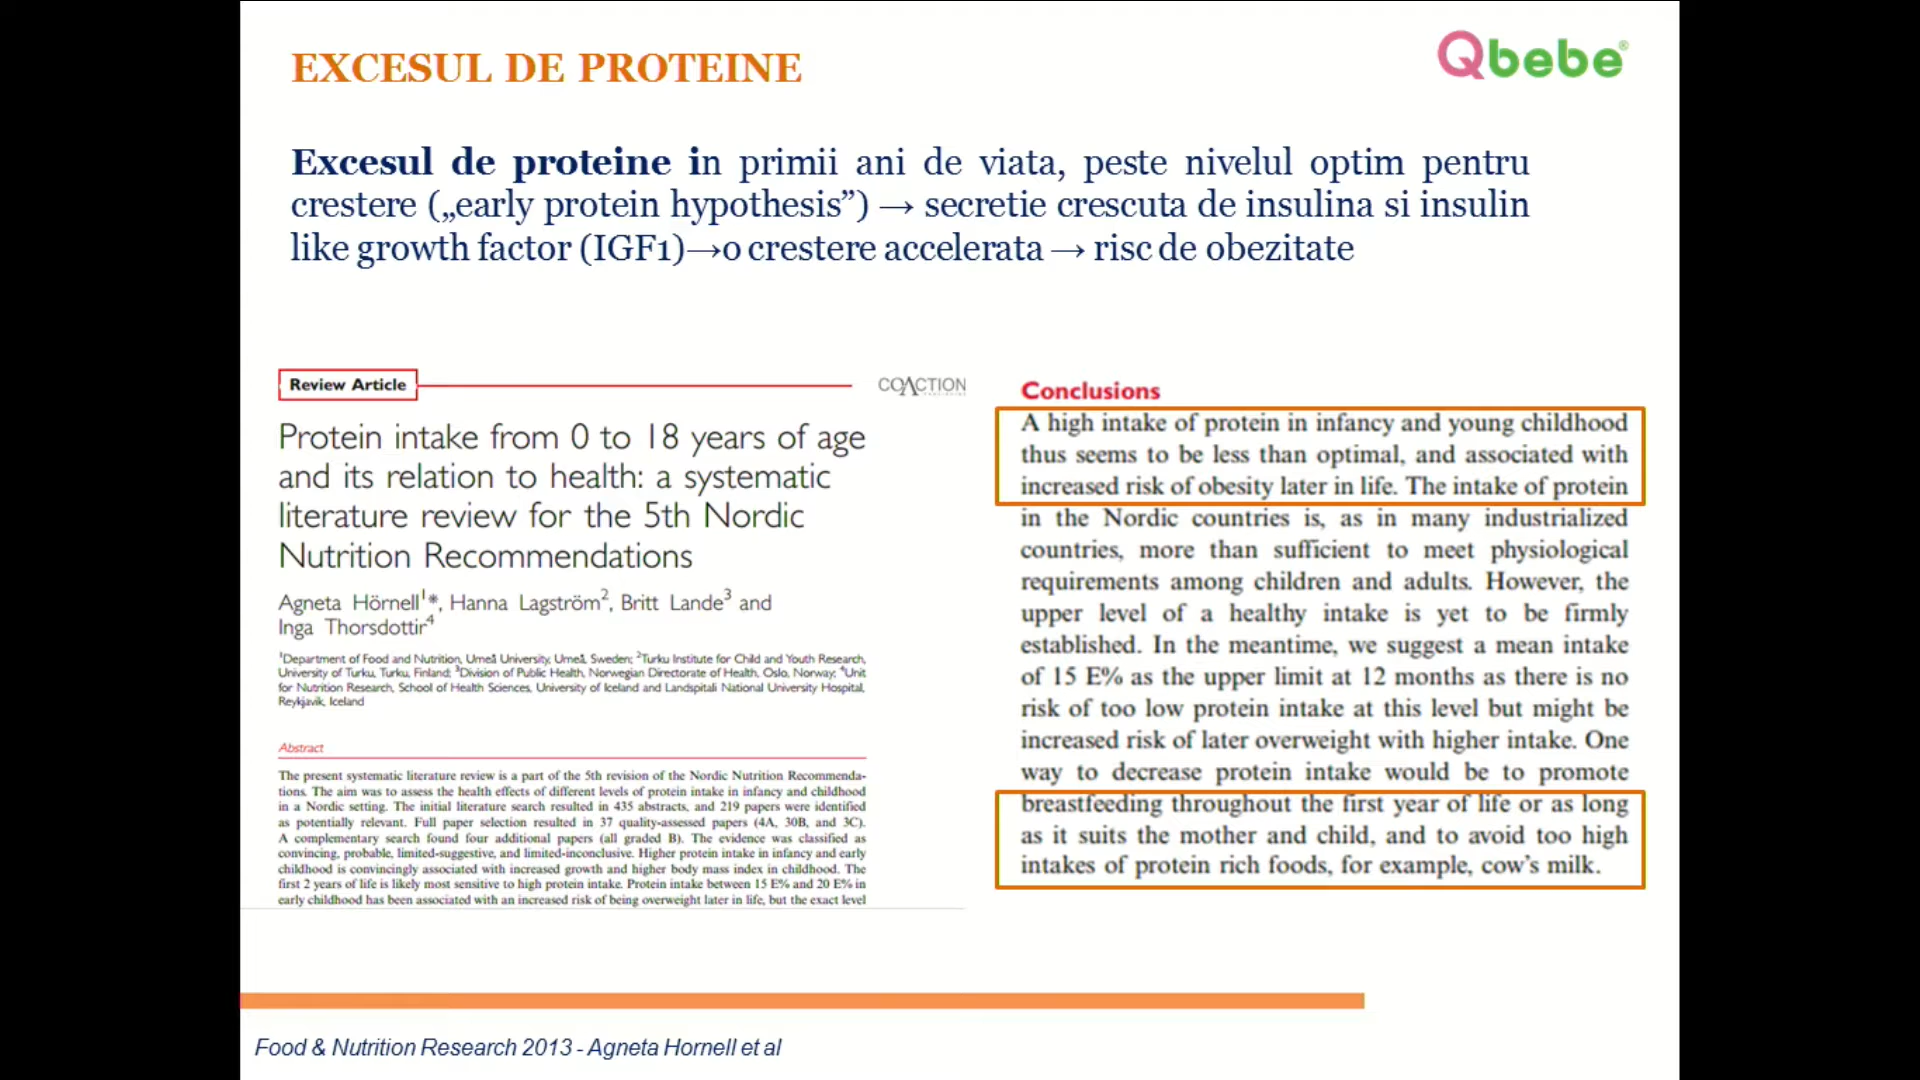 EXCESUL DE PROTEINE
Qbebe®
Excesul de proteine in primii ani de viata, peste nivelul optim pentru
crestere („early protein hypothesis”) → secretie crescuta de insulina si insulin
like growth factor (IGF1)→o crestere accelerata → risc de obezitate
Review Article
COACTION
Protein intake from 0 to 18 years of age
and its relation to health: a systematic
literature review for the 5th Nordic
Nutrition Recommendations
Agneta Hörnell1*, Hanna Lagström2, Britt Lande3 and
Inga Thorsdottir4
1Department of Food and Nutrition, Umeå University, Umeå, Sweden; 2Turku Institute for Child and Youth Research,
University of Turku, Turku, Finland; 3Division of Public Health, Norwegian Directorate of Health, Oslo, Norway; 4Unit
for Nutrition Research, School of Health Sciences, University of Iceland and Landspitali National University Hospital,
Reykjavik, Iceland
Abstract
The present systematic literature review is a part of the 5th revision of the Nordic Nutrition Recommenda-
tions. The aim was to assess the health effects of different levels of protein intake in infancy and childhood
in a Nordic setting. The initial literature search resulted in 435 abstracts, and 219 papers were identified
as potentially relevant. Full paper selection resulted in 37 quality-assessed papers (4A, 30B, and 3C).
A complementary search found four additional papers (all graded B). The evidence was classified as
convincing, probable, limited-suggestive, and limited-inconclusive. Higher protein intake in infancy and early
childhood is convincingly associated with increased growth and higher body mass index in childhood. The
first 2 years of life is likely most sensitive to high protein intake. Protein intake between 15 E% and 20 E% in
early childhood has been associated with an increased risk of being overweight later in life, but the exact level
Conclusions
A high intake of protein in infancy and young childhood
thus seems to be less than optimal, and associated with
increased risk of obesity later in life. The intake of protein
in the Nordic countries is, as in many industrialized
countries, more than sufficient to meet physiological
requirements among children and adults. However, the
upper level of a healthy intake is yet to be firmly
established. In the meantime, we suggest a mean intake
of 15 E% as the upper limit at 12 months as there is no
risk of too low protein intake at this level but might be
increased risk of later overweight with higher intake. One
way to decrease protein intake would be to promote
breastfeeding throughout the first year of life or as long
as it suits the mother and child, and to avoid too high
intakes of protein rich foods, for example, cow's milk.
Food & Nutrition Research 2013 - Agneta Hornell et al